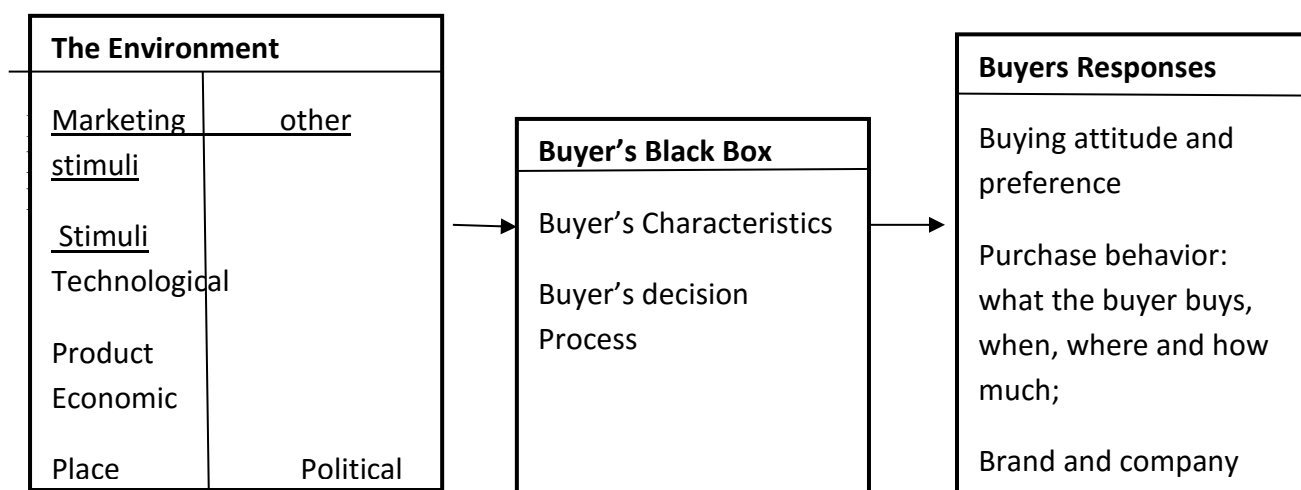 The Environment
Marketing other
stimuli
Stimuli
Technological
Product
Economic
Place Political
Buyer’s Black Box
Buyer’s Characteristics
Buyer’s decision
Process
Buyers Responses
Buying attitude and
preference
Purchase behavior:
what the buyer buys,
when, where and how
much;
Brand and company